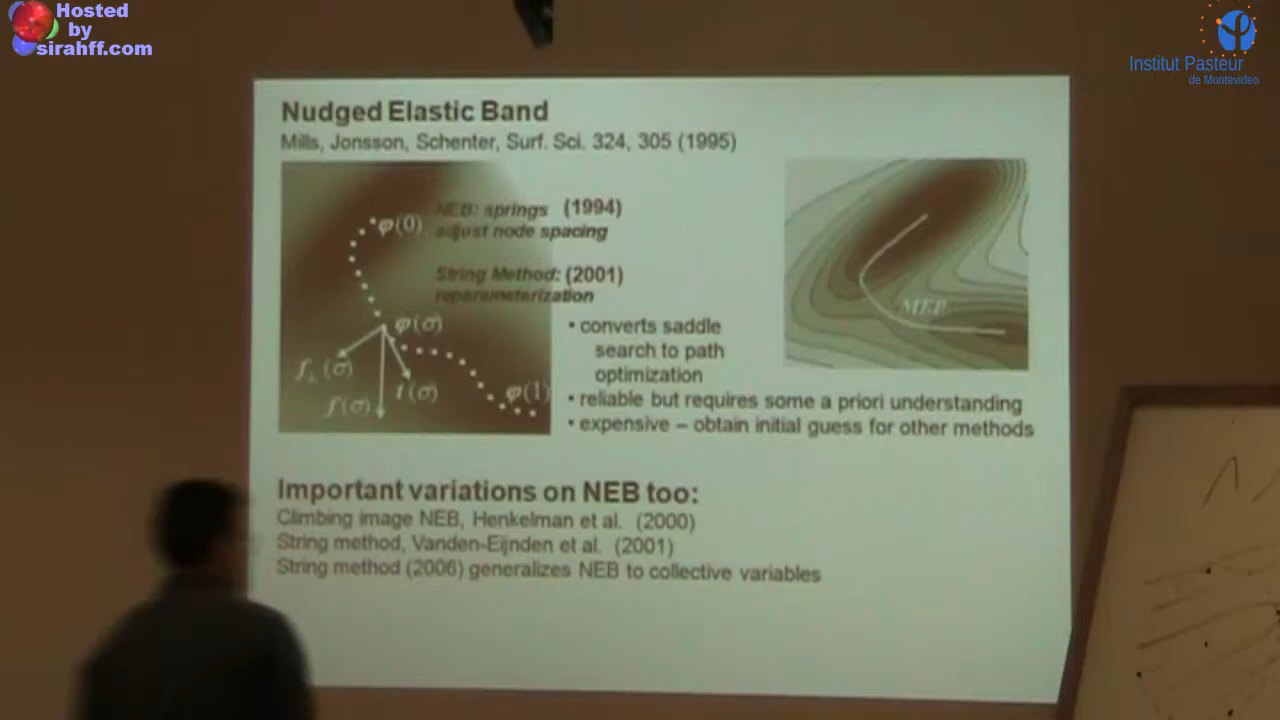 Hosted
by
sirahff.com
Institut Pasteur
de Montevideo
Nudged Elastic Band
Mills, Jonsson, Schenter, Surf. Sci. 324, 305 (1995)
NEB: springs (1994)
adjust node spacing
String Method: (2001)
reparameterization
φ(0)
φ(σ)
f⊥(σ)
f(σ)
t(σ)
φ(1)
MEP
• converts saddle
search to path
optimization
• reliable but requires some a priori understanding
• expensive – obtain initial guess for other methods
Important variations on NEB too:
Climbing image NEB, Henkelman et al. (2000)
String method, Vanden-Eijnden et al. (2001)
String method (2006) generalizes NEB to collective variables